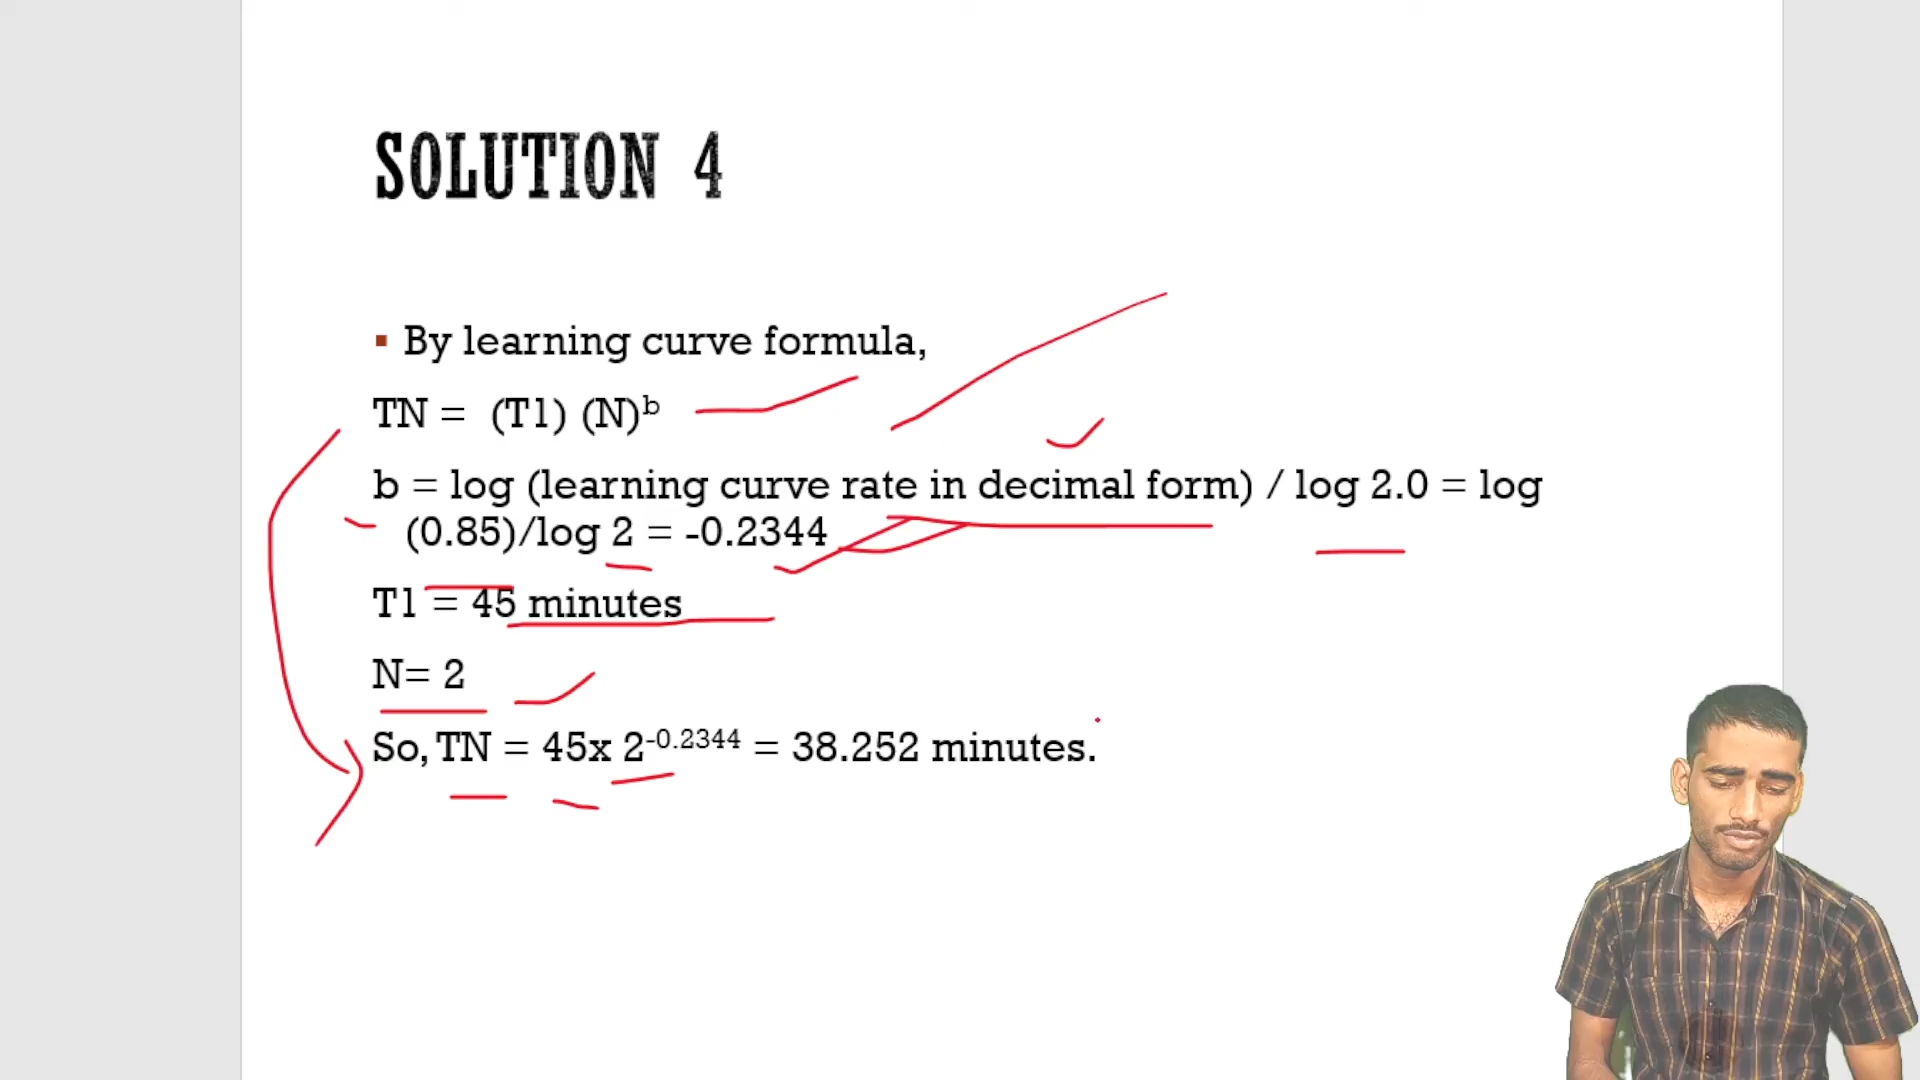 SOLUTION 4
▪ By learning curve formula,
TN = (T1) (N)ᵇ
b = log (learning curve rate in decimal form) / log 2.0 = log
(0.85)/log 2 = -0.2344
T1 = 45 minutes
N= 2
So, TN = 45x 2⁻⁰·²³⁴⁴ = 38.252 minutes.